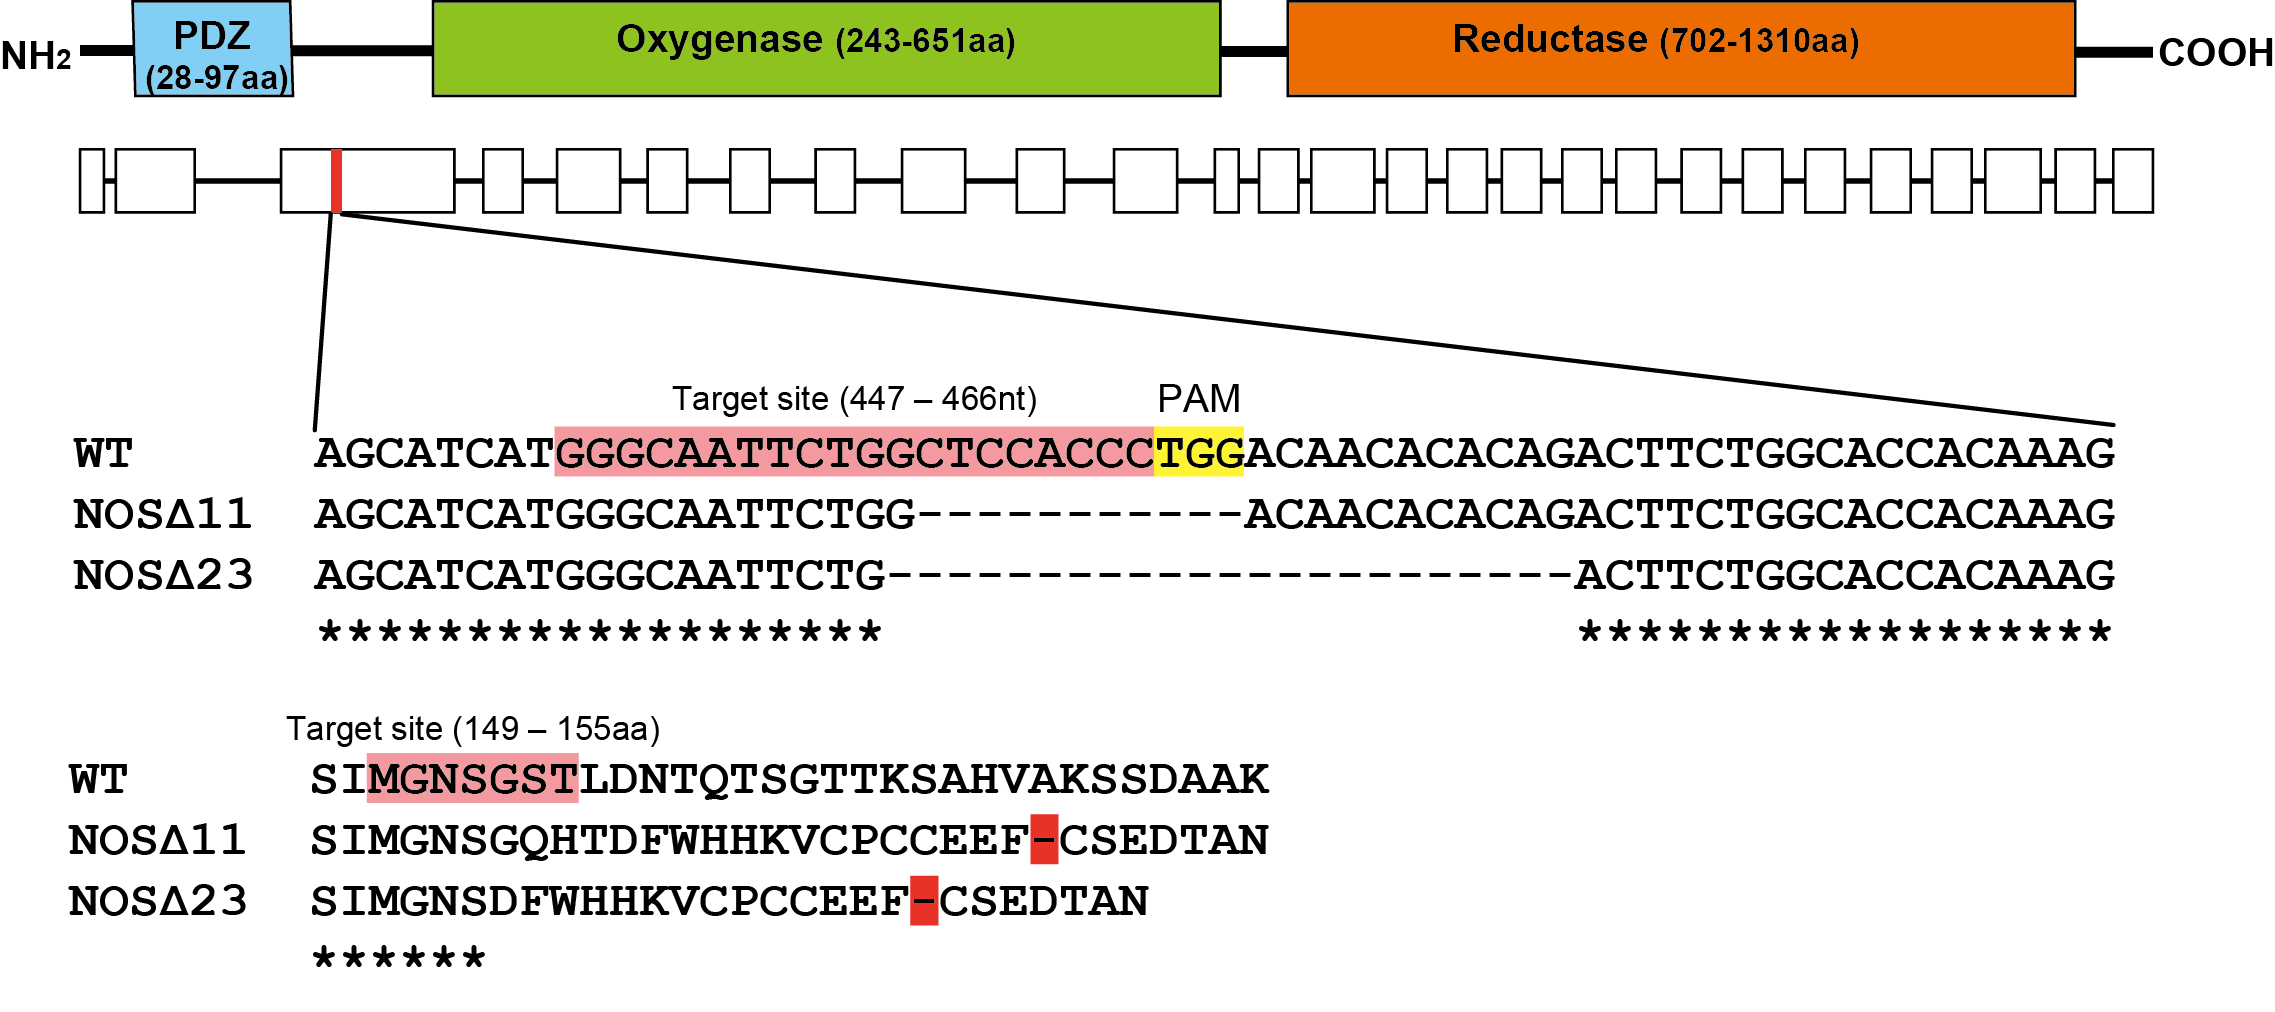 NH2 PDZ Oxygenase (243-651aa) Reductase (702-1310aa) COOH
(28-97aa)
Target site (447 – 466nt) PAM
WT AGCATCATGGGCAATTCTGGCTCCACCCTGGACAACACACAGACTTCTGGCACCACAAAG
NOSΔ11 AGCATCATGGGCAATTCTGG-----------ACAACACACAGACTTCTGGCACCACAAAG
NOSΔ23 AGCATCATGGGCAATTCTG-----------------------ACTTCTGGCACCACAAAG
******************* ******************
Target site (149 – 155aa)
WT SIMGNSGSTLDNTQTSGTTKSAHVAKSSDAAK
NOSΔ11 SIMGNSGQHTDFWHHKVCPCCEEF-CSEDTAN
NOSΔ23 SIMGNSDFWHHKVCPCCEEF-CSEDTAN
******